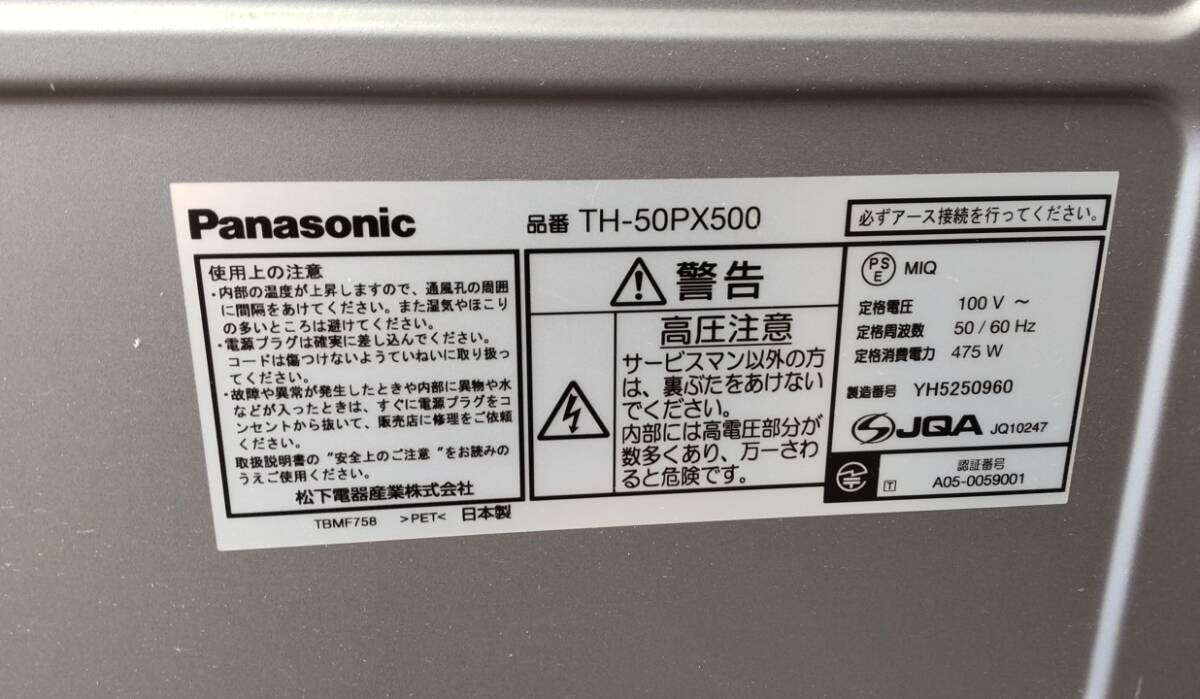 Panasonic
品番 TH-50PX500
必ずアース接続を行ってください。
使用上の注意
・内部の温度が上昇しますので、通風孔の周囲
に間隔をあけてください。また湿気やほこり
の多いところは避けてください。
・電源プラグは確実に差し込んでください。
コードは傷つけないようていねいに取り扱っ
てください。
・故障や異常が発生したときや内部に異物や水
などが入ったときは、すぐに電源プラグをコ
ンセントから抜いて、販売店に修理をご依頼
ください。
取扱説明書の "安全上のご注意 "をお読みの
うえご使用ください。
松下電器産業株式会社
TBMF758 >PET< 日本製
警告
高圧注意
サービスマン以外の方
は、裏ぶたをあけない
でください。
内部には高電圧部分が
数多くあり、万一さわ
ると危険です。
PS
E
MIQ
定格電圧 100 V ～
定格周波数 50 / 60 Hz
定格消費電力 475 W
製造番号 YH5250960
JQA JQ10247
T
認証番号
A05-0059001